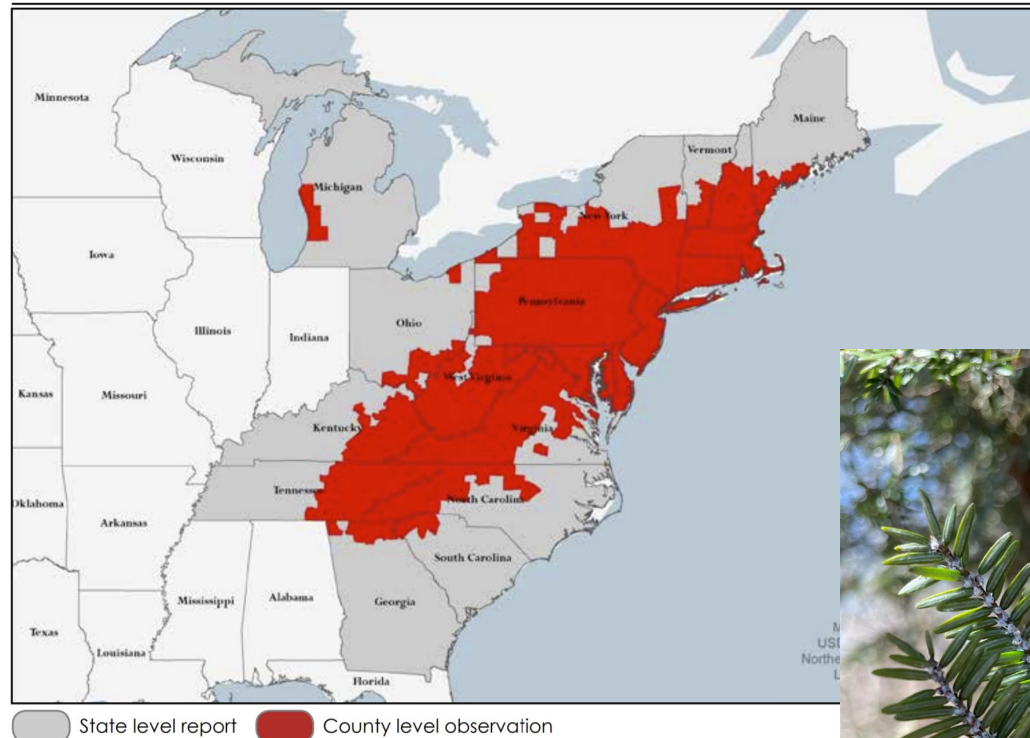 Maine
Minnesota
Vermont
Wisconsin
Michigan
New York
Iowa
Pennsylvania
Ohio
Illinois
Indiana
West Virginia
Kansas
Missouri
Kentucky
Virginia
Tennessee
North Carolina
Oklahoma
Arkansas
South Carolina
Mississippi
Alabama
Georgia
Texas
Louisiana
Florida
State level report
County level observation